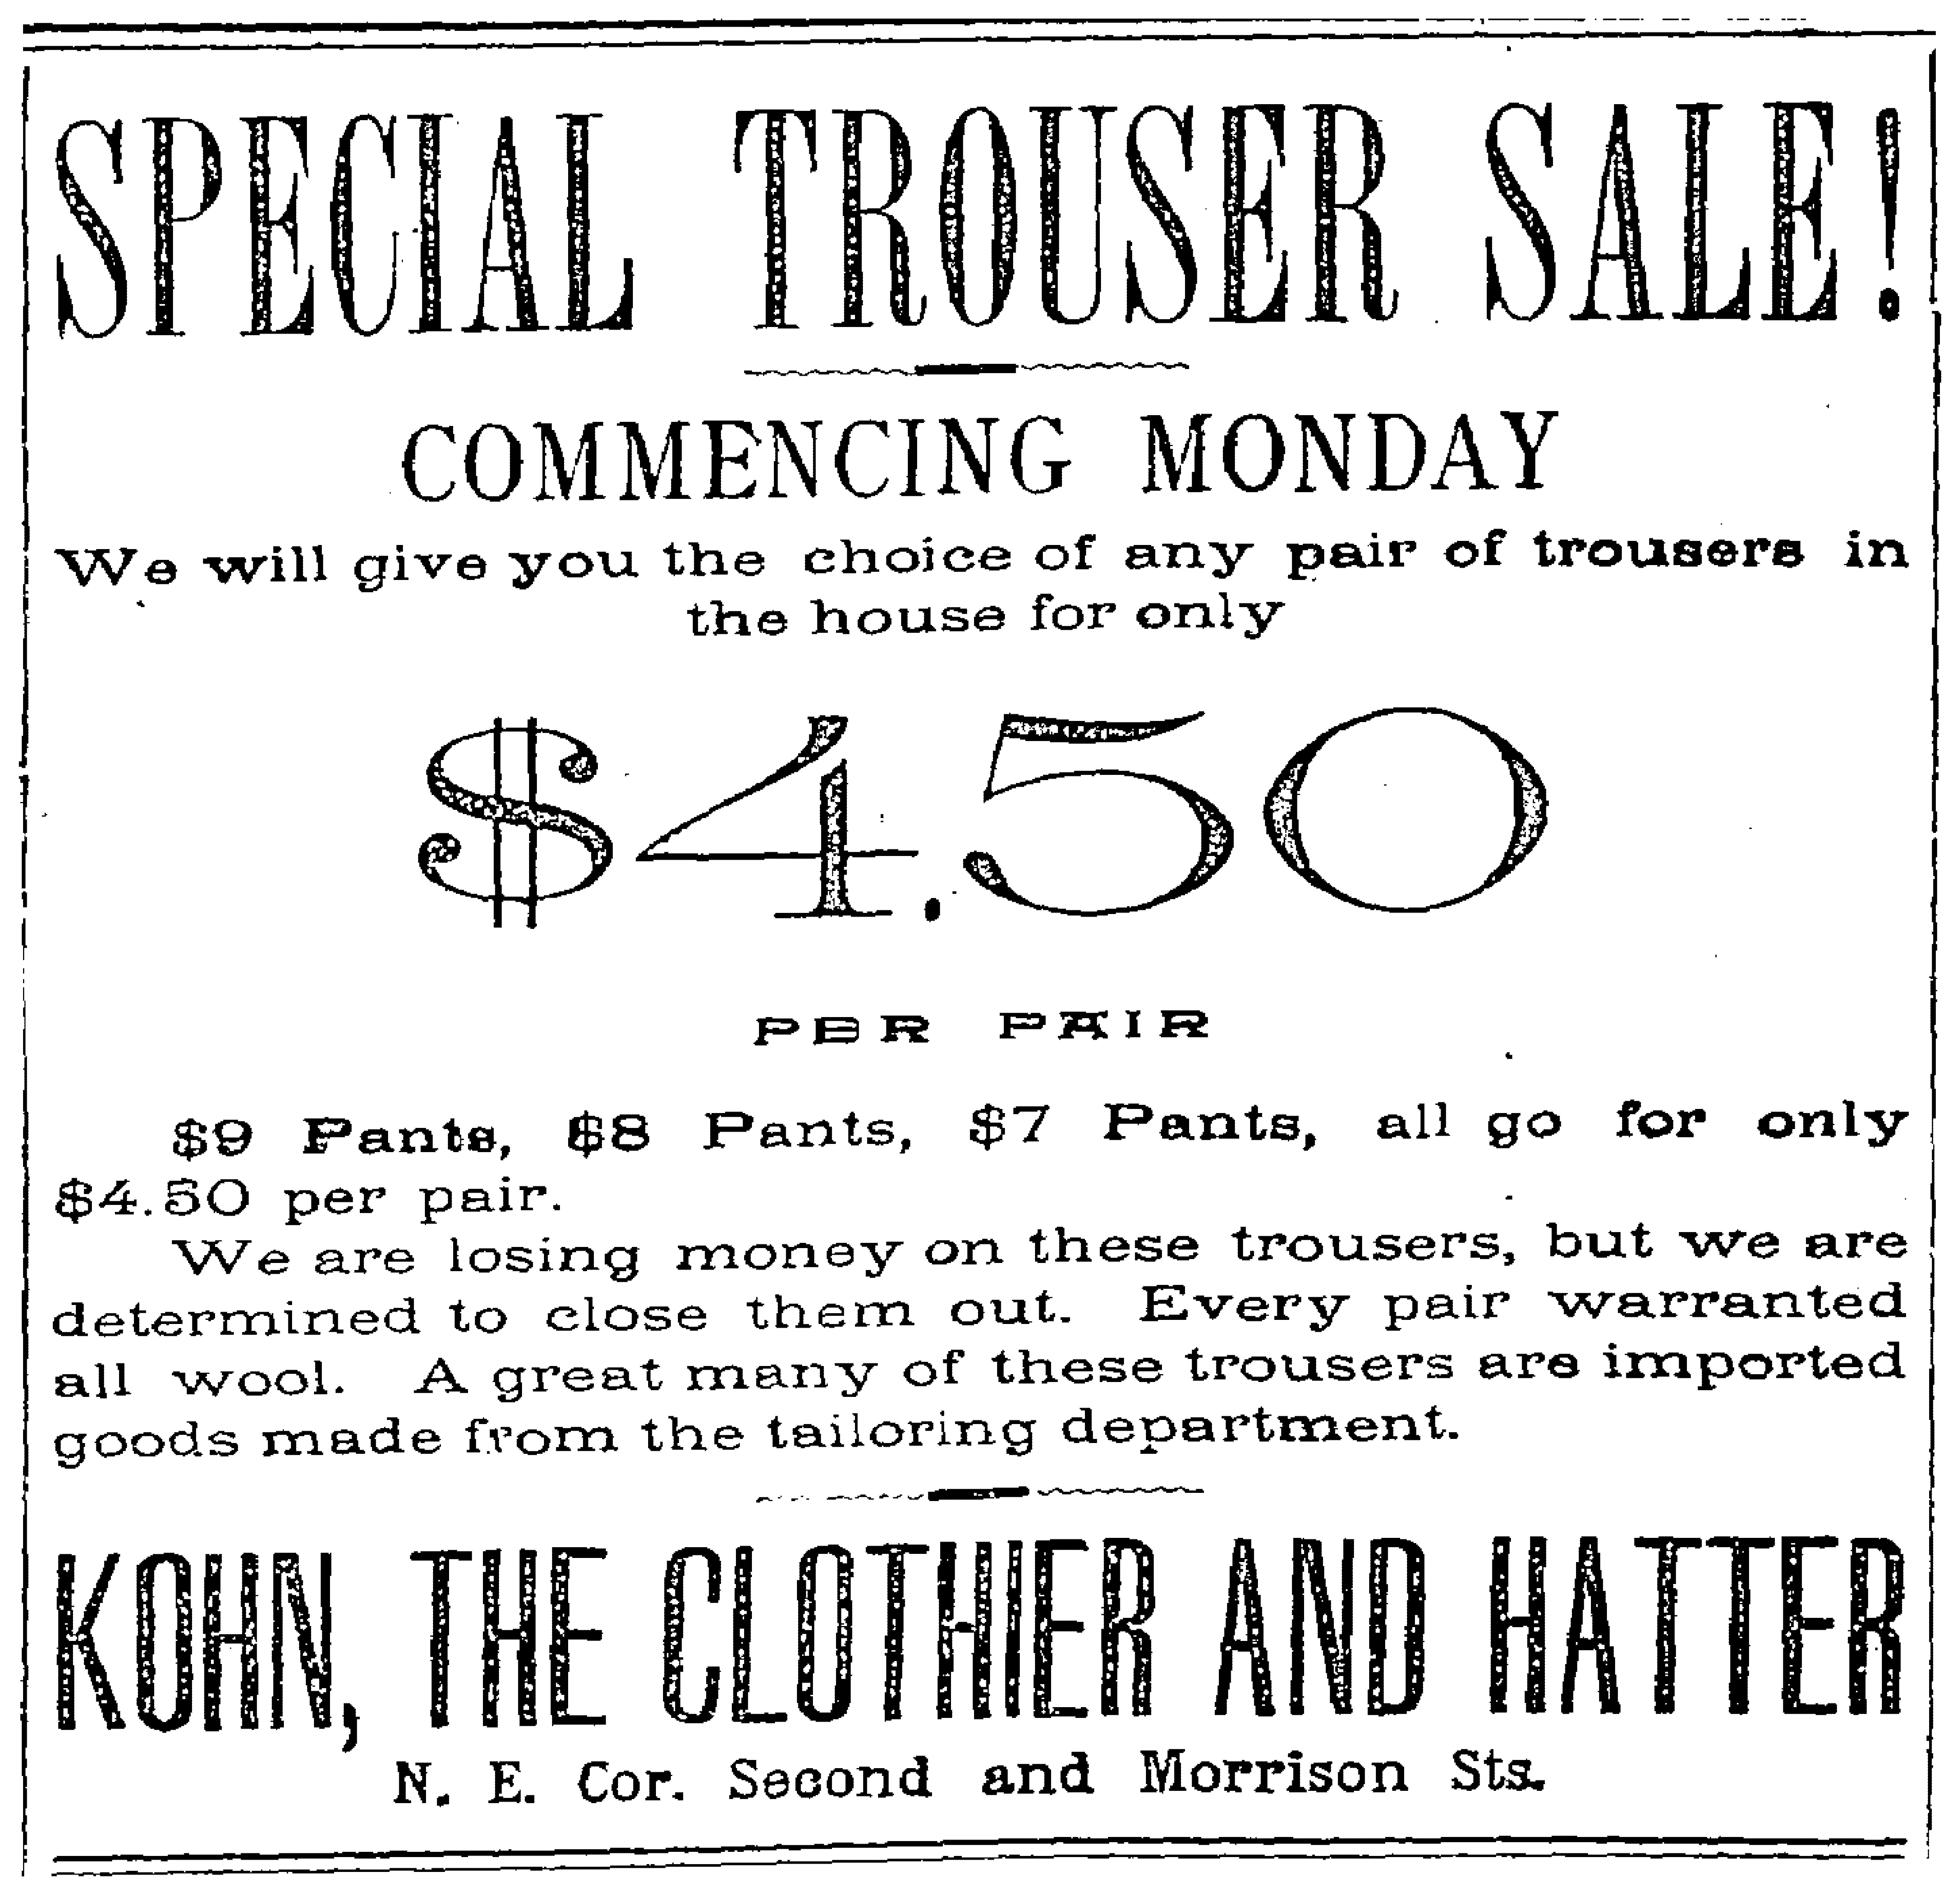 SPECIAL TROUSER SALE!
COMMENCING MONDAY
We will give you the choice of any pair of trousers in
the house for only
$4.50
PER PAIR
$9 Pants, $8 Pants, $7 Pants, all go for only
$4.50 per pair.
We are losing money on these trousers, but we are
determined to close them out. Every pair warranted
all wool. A great many of these trousers are imported
goods made from the tailoring department.
KOHN, THE CLOTHIER AND HATTER
N. E. Cor. Second and Morrison Sts.